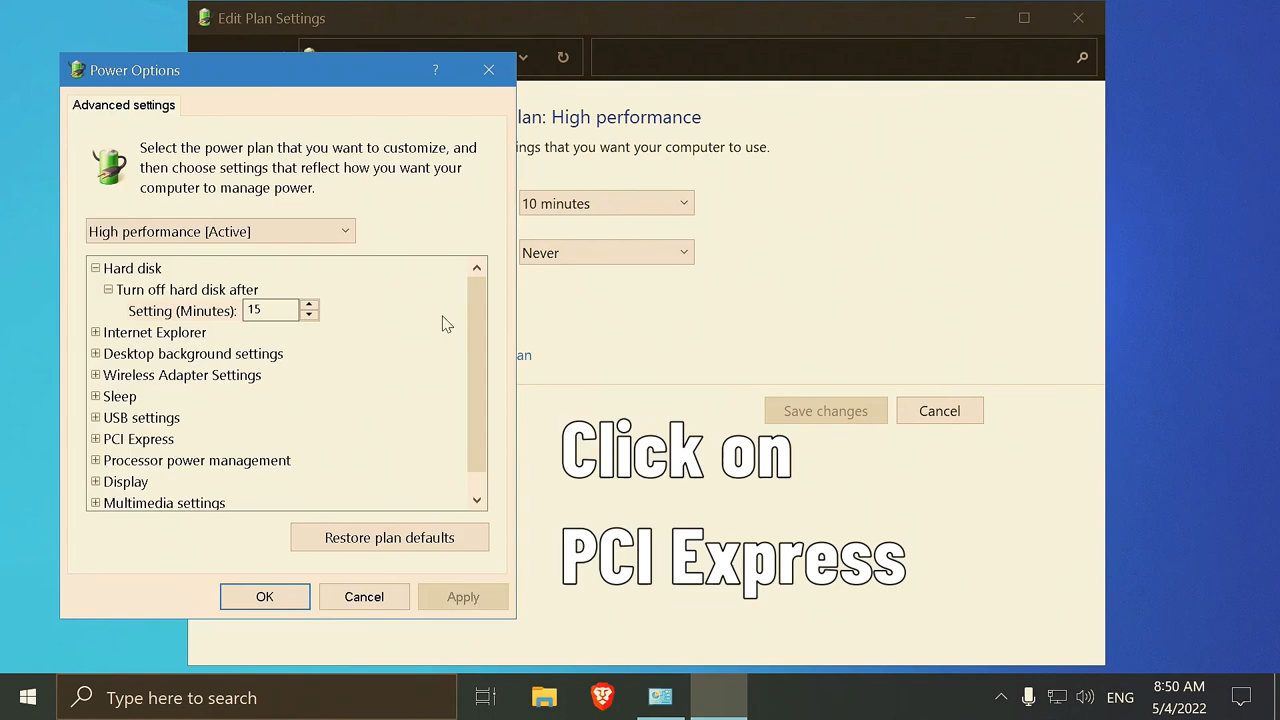 Edit Plan Settings
Power Options
Advanced settings
Select the power plan that you want to customize, and
then choose settings that reflect how you want your
computer to manage power.
High performance [Active]
Hard disk
Turn off hard disk after
Setting (Minutes): 15
Internet Explorer
Desktop background settings
Wireless Adapter Settings
Sleep
USB settings
PCI Express
Processor power management
Display
Multimedia settings
Restore plan defaults
OK
Cancel
Apply
lan: High performance
ings that you want your computer to use.
10 minutes
Never
an
Save changes
Cancel
Click on
PCI Express
Type here to search
ENG
8:50 AM
5/4/2022